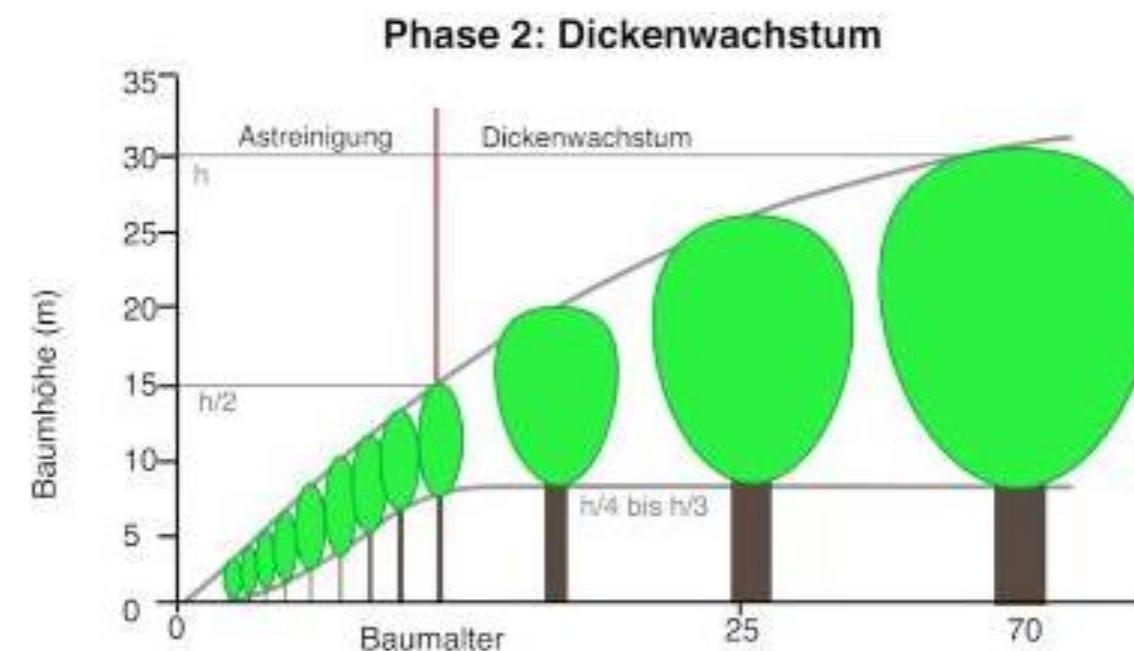 Phase 2: Dickenwachstum
35
Astreinigung Dickenwachstum
30
h
25
20
Baumhöhe (m)
15
h/2
10
h/4 bis h/3
5
0
0 Baumalter 25 70